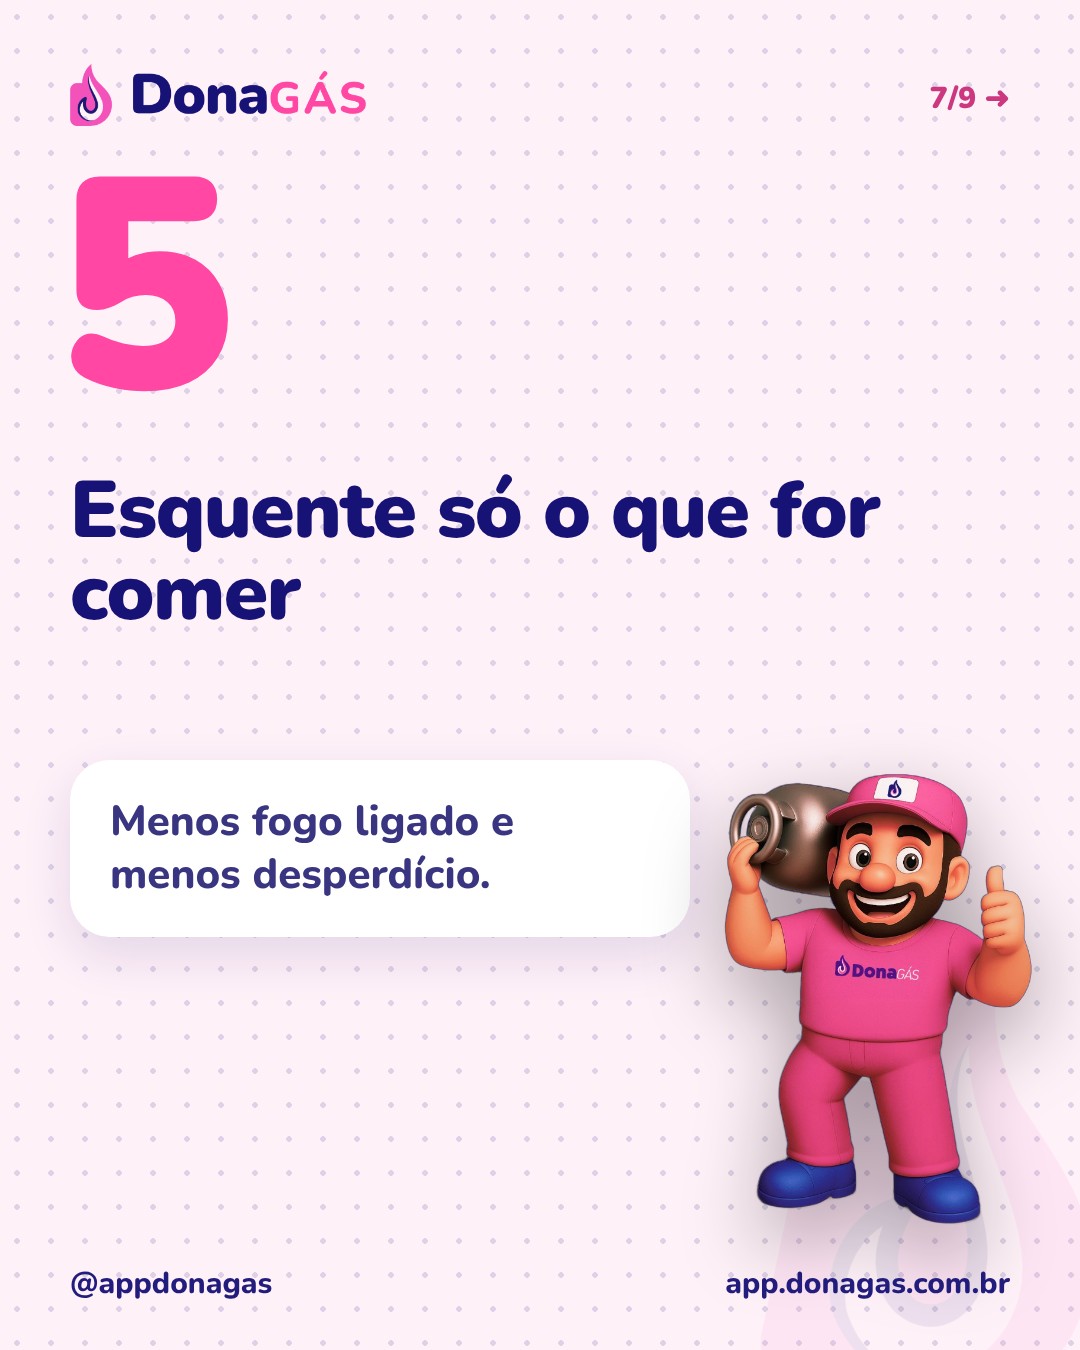 DonaGÁS
7/9 →
5
Esquente só o que for
comer
Menos fogo ligado e
menos desperdício.
DonaGÁS
@appdonagas
app.donagas.com.br